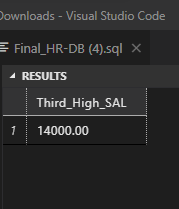 Downloads - Visual Studio Code
Final_HR-DB (4).sql
RESULTS
Third_High_SAL
1 14000.00